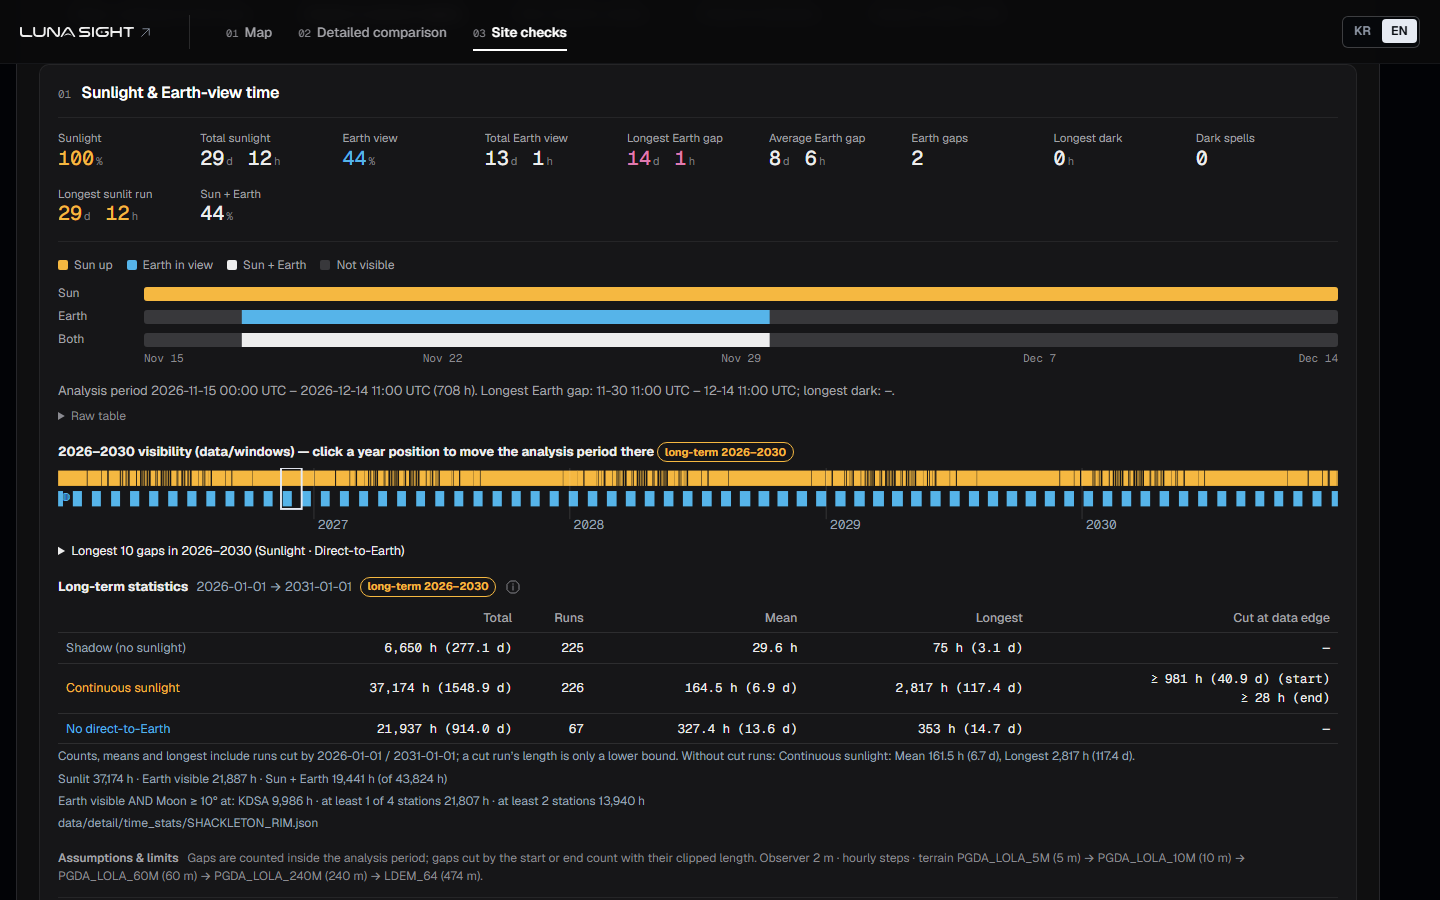 LUNA SIGHT
01 Map 02 Detailed comparison 03 Site checks
KR EN
01 Sunlight & Earth-view time
Sunlight Total sunlight Earth view Total Earth view Longest Earth gap Average Earth gap Earth gaps Longest dark Dark spells
100% 29d 12h 44% 13d 1h 14d 1h 8d 6h 2 0h 0
Longest sunlit run Sun + Earth
29d 12h 44%
Sun up Earth in view Sun + Earth Not visible
Sun
Earth
Both
Nov 15 Nov 22 Nov 29 Dec 7 Dec 14
Analysis period 2026-11-15 00:00 UTC – 2026-12-14 11:00 UTC (708 h). Longest Earth gap: 11-30 11:00 UTC – 12-14 11:00 UTC; longest dark: –.
▶ Raw table
2026–2030 visibility (data/windows) — click a year position to move the analysis period there long-term 2026–2030
2027 2028 2029 2030
▶ Longest 10 gaps in 2026–2030 (Sunlight · Direct-to-Earth)
Long-term statistics 2026-01-01 → 2031-01-01 long-term 2026–2030
Total Runs Mean Longest Cut at data edge
Shadow (no sunlight) 6,650 h (277.1 d) 225 29.6 h 75 h (3.1 d) –
Continuous sunlight 37,174 h (1548.9 d) 226 164.5 h (6.9 d) 2,817 h (117.4 d) ≥ 981 h (40.9 d) (start)
≥ 28 h (end)
No direct-to-Earth 21,937 h (914.0 d) 67 327.4 h (13.6 d) 353 h (14.7 d) –
Counts, means and longest include runs cut by 2026-01-01 / 2031-01-01; a cut run's length is only a lower bound. Without cut runs: Continuous sunlight: Mean 161.5 h (6.7 d), Longest 2,817 h (117.4 d).
Sunlit 37,174 h · Earth visible 21,887 h · Sun + Earth 19,441 h (of 43,824 h)
Earth visible AND Moon ≥ 10° at: KDSA 9,986 h · at least 1 of 4 stations 21,807 h · at least 2 stations 13,940 h
data/detail/time_stats/SHACKLETON_RIM.json
Assumptions & limits Gaps are counted inside the analysis period; gaps cut by the start or end count with their clipped length. Observer 2 m · hourly steps · terrain PGDA_LOLA_5M (5 m) → PGDA_LOLA_10M (10 m) →
PGDA_LOLA_60M (60 m) → PGDA_LOLA_240M (240 m) → LDEM_64 (474 m).